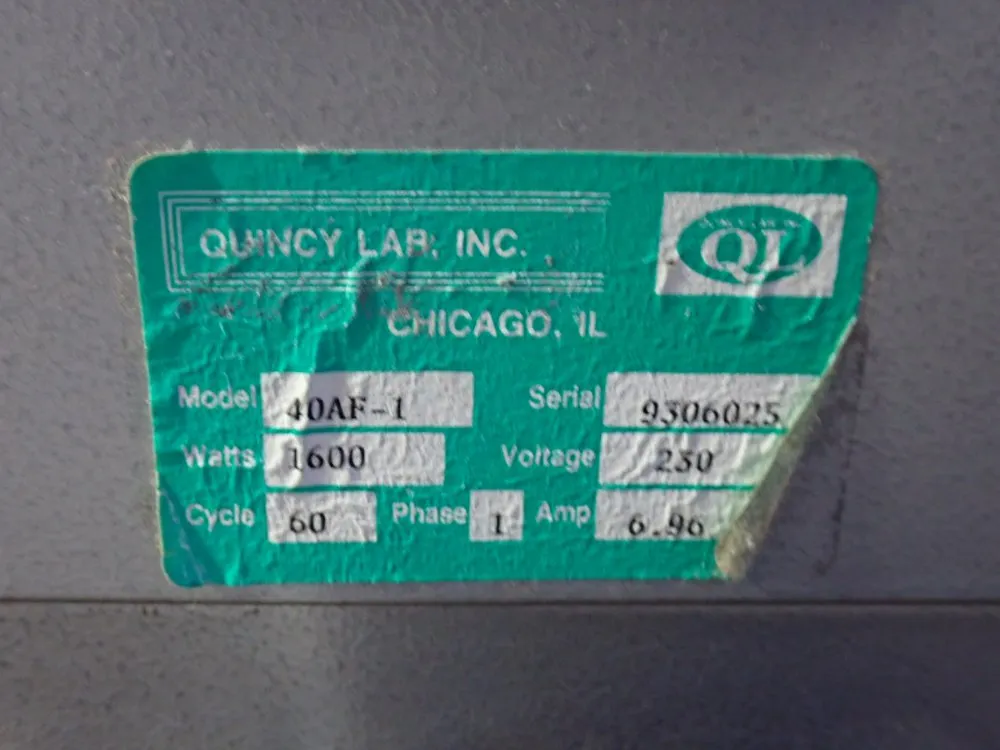 QUINCY LAB, INC.
QL
CHICAGO, IL
Model 40AF-1 Serial 9306025
Watts 1600 Voltage 230
Cycle 60 Phase 1 Amp 6.96